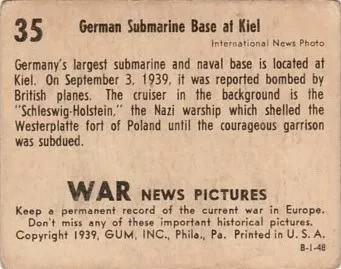 35
German Submarine Base at Kiel
International News Photo
Germany's largest submarine and naval base is located at
Kiel. On September 3, 1939, it was reported bombed by
British planes. The cruiser in the background is the
"Schleswig-Holstein," the Nazi warship which shelled the
Westerplatte fort of Poland until the courageous garrison
was subdued.
WAR NEWS PICTURES
Keep a permanent record of the current war in Europe.
Don't miss any of these important historical pictures.
Copyright 1939, GUM, INC., Phila., Pa. Printed in U. S. A.
B-1-48